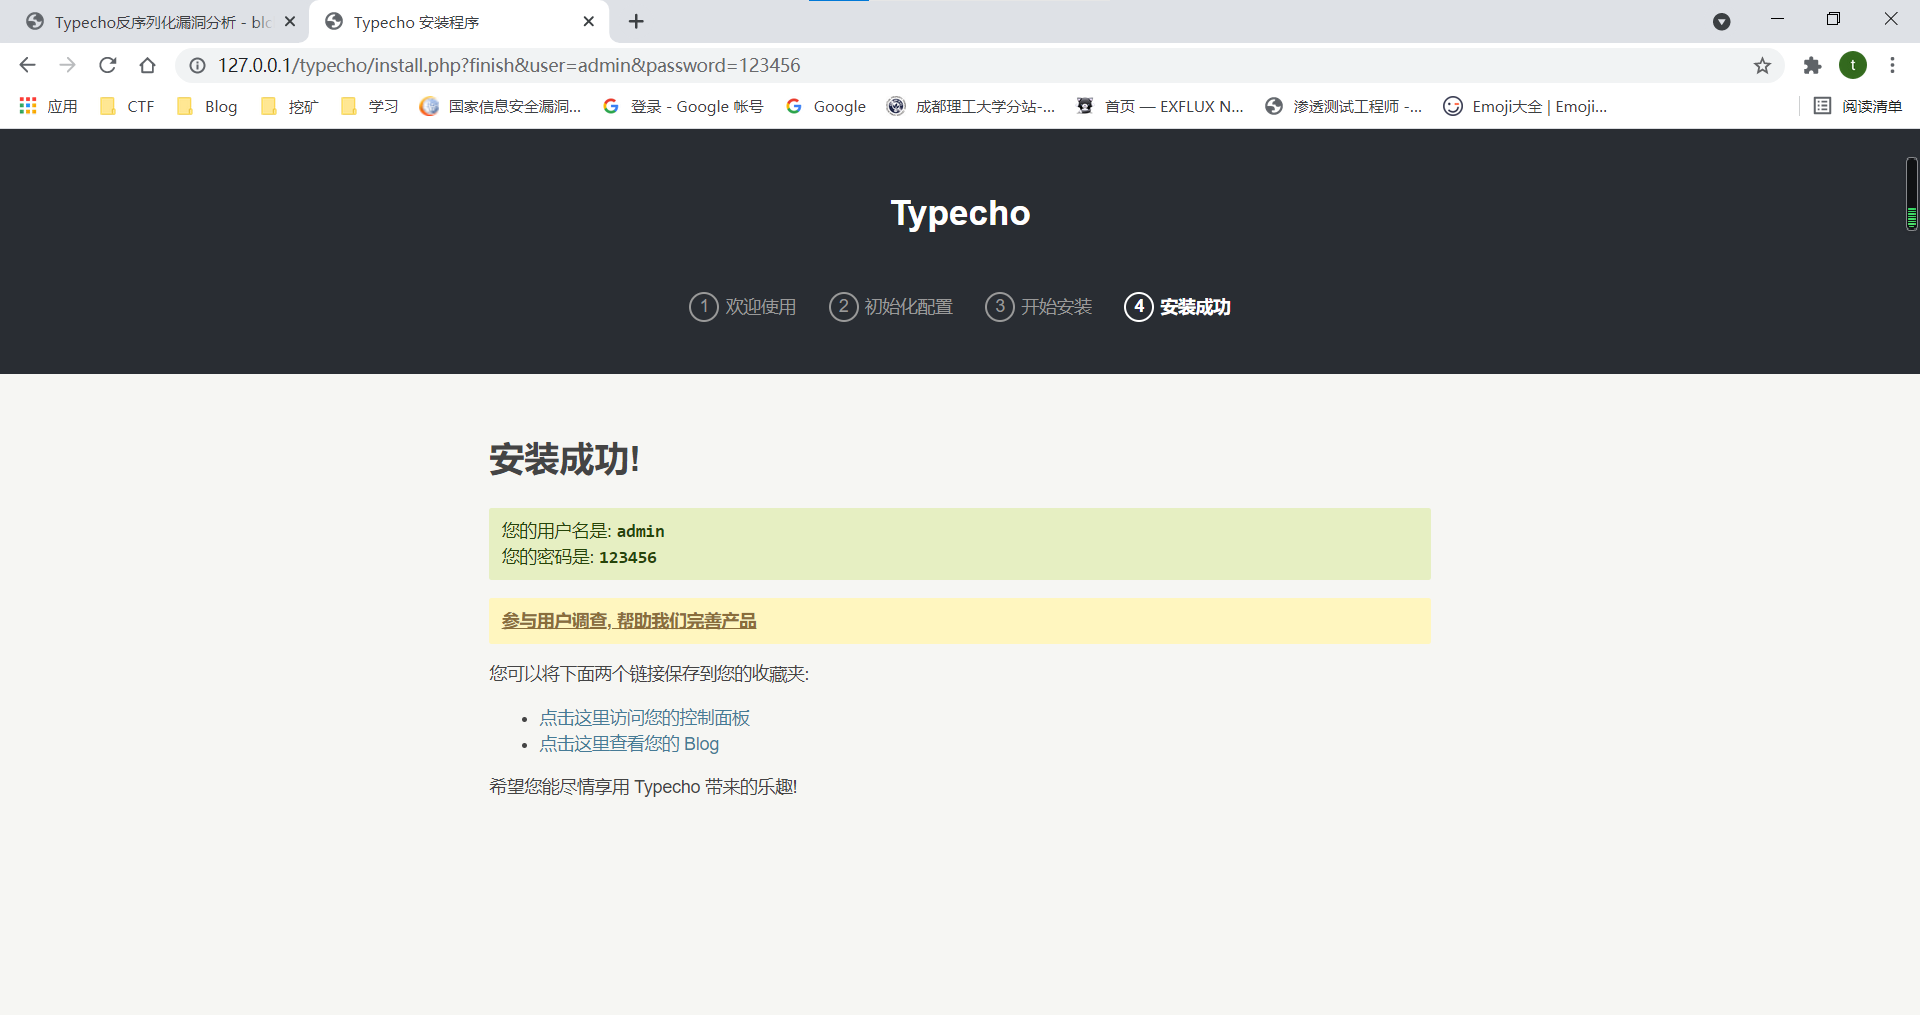 Typecho反序列化漏洞分析 - blo
Typecho 安装程序
127.0.0.1/typecho/install.php?finish&user=admin&password=123456
t
应用
CTF
Blog
挖矿
学习
国家信息安全漏洞...
登录 - Google 帐号
Google
成都理工大学分站-...
首页 — EXFLUX N...
渗透测试工程师 -...
Emoji大全 | Emoji...
阅读清单
Typecho
1 欢迎使用
2 初始化配置
3 开始安装
4 安装成功
安装成功!
您的用户名是: admin
您的密码是: 123456
参与用户调查, 帮助我们完善产品
您可以将下面两个链接保存到您的收藏夹:
• 点击这里访问您的控制面板
• 点击这里查看您的 Blog
希望您能尽情享用 Typecho 带来的乐趣!